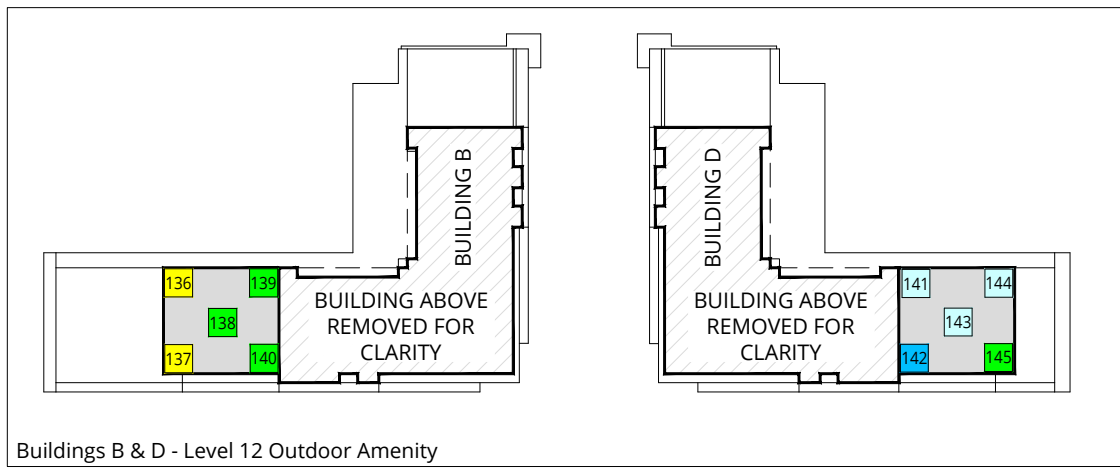 BUILDING B
BUILDING D
136
139
138
137
140
BUILDING ABOVE
REMOVED FOR
CLARITY
BUILDING ABOVE
REMOVED FOR
CLARITY
141
144
143
142
145
Buildings B & D - Level 12 Outdoor Amenity